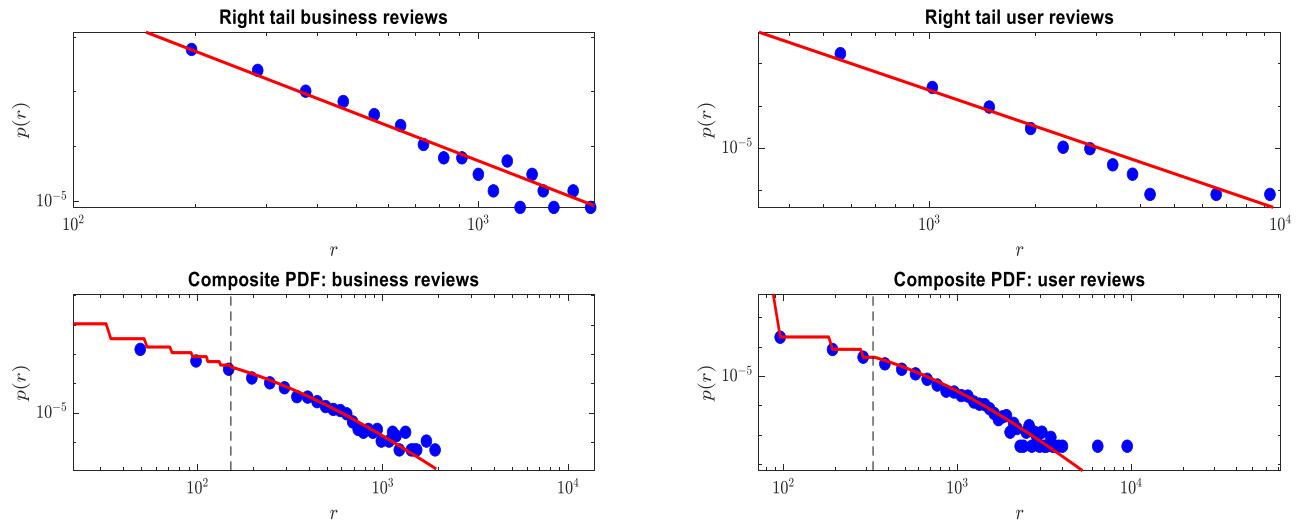 Right tail business reviews
p(r)
10^-5
10^2
10^3
r
Right tail user reviews
p(r)
10^-5
10^3
10^4
r
Composite PDF: business reviews
p(r)
10^-5
10^2
10^3
10^4
r
Composite PDF: user reviews
p(r)
10^-5
10^2
10^3
10^4
r